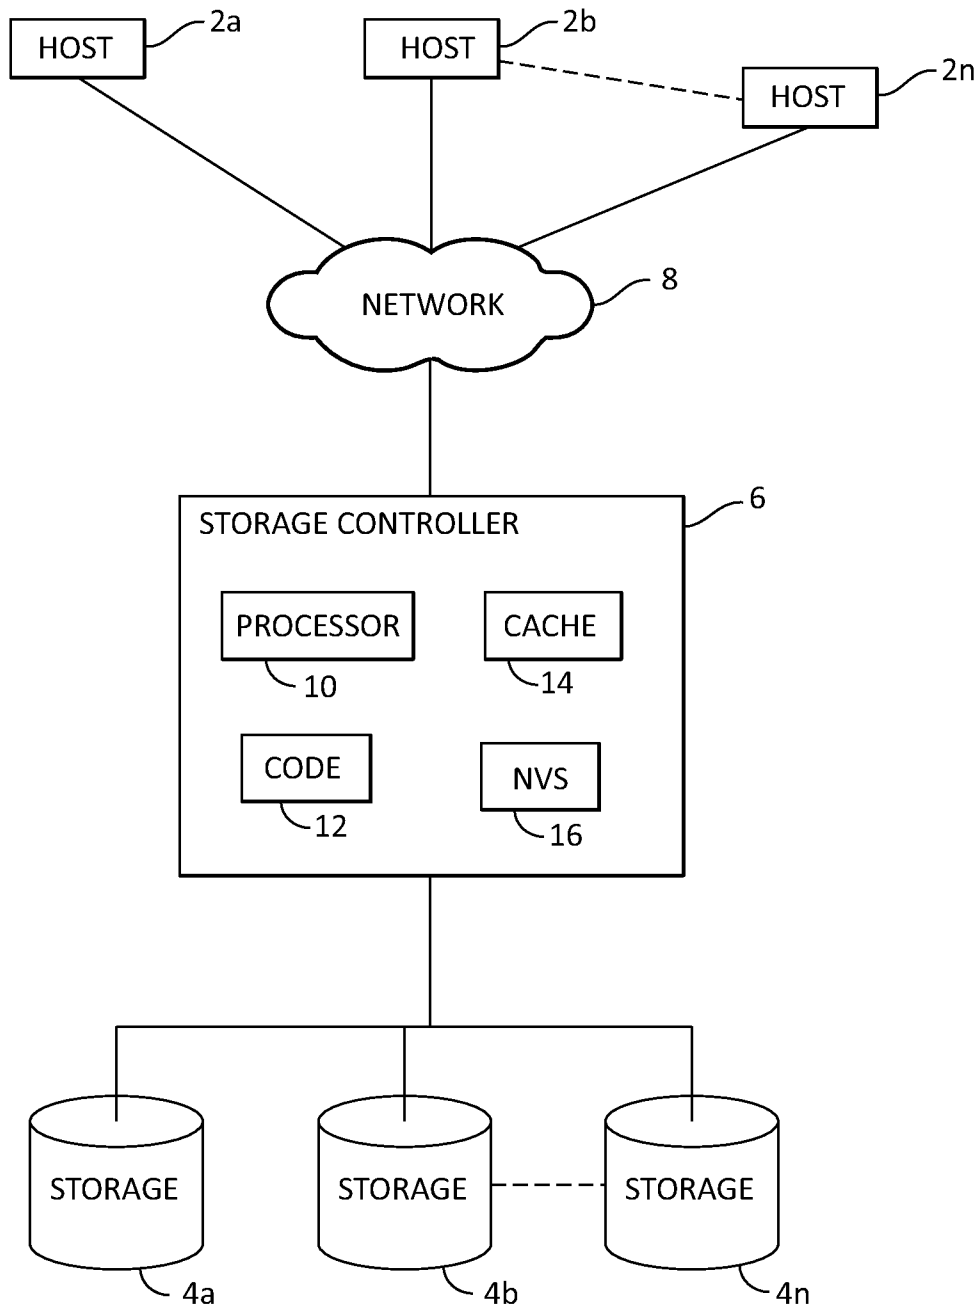 2a
2b
HOST
HOST
2n
HOST
8
NETWORK
6
STORAGE CONTROLLER
PROCESSOR
CACHE
10
14
CODE
NVS
12
16
STORAGE
STORAGE
STORAGE
4a
4b
4n